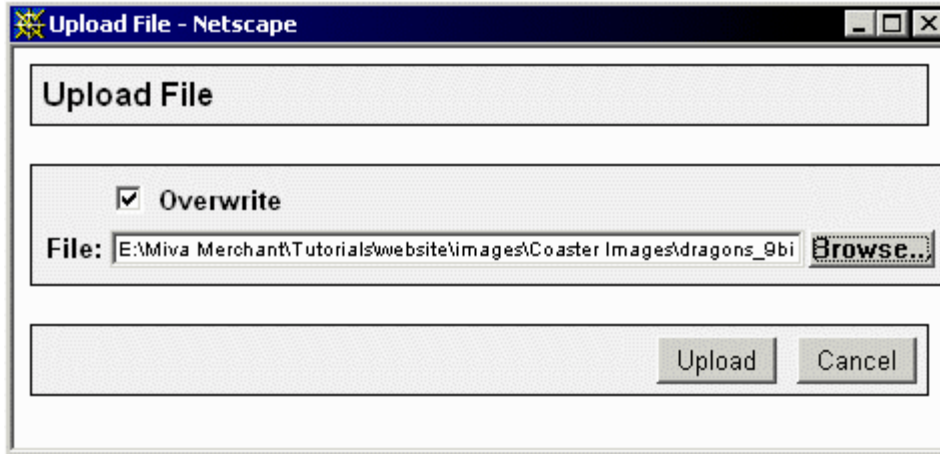 Upload File - Netscape
Upload File
Overwrite
File: E:\Miva Merchant\Tutorials\website\images\Coaster Images\dragons_9bi Browse...
Upload Cancel